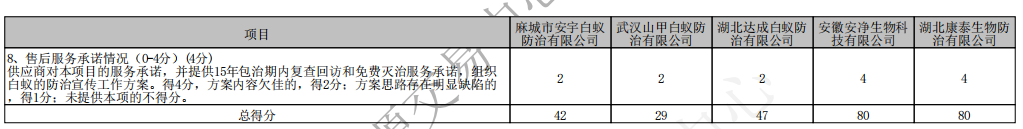 项目
麻城市安宇白蚁
防治有限公司
武汉山甲白蚁防
治有限公司
湖北达成白蚁防
治有限公司
安徽安净生物科
技有限公司
湖北康泰生物防
治有限公司
8、售后服务承诺情况(0-4分)(4分)
供应商对本项目的服务承诺，并提供15年包治期内复查回访和免费灭治服务承诺，组织
白蚁的防治宣传工作方案。得4分，方案内容欠佳的，得2分；方案思路存在明显缺陷的
，得1分；未提供本项的不得分。
2
2
2
4
4
总得分
42
29
47
80
80
源交易
中心
中心